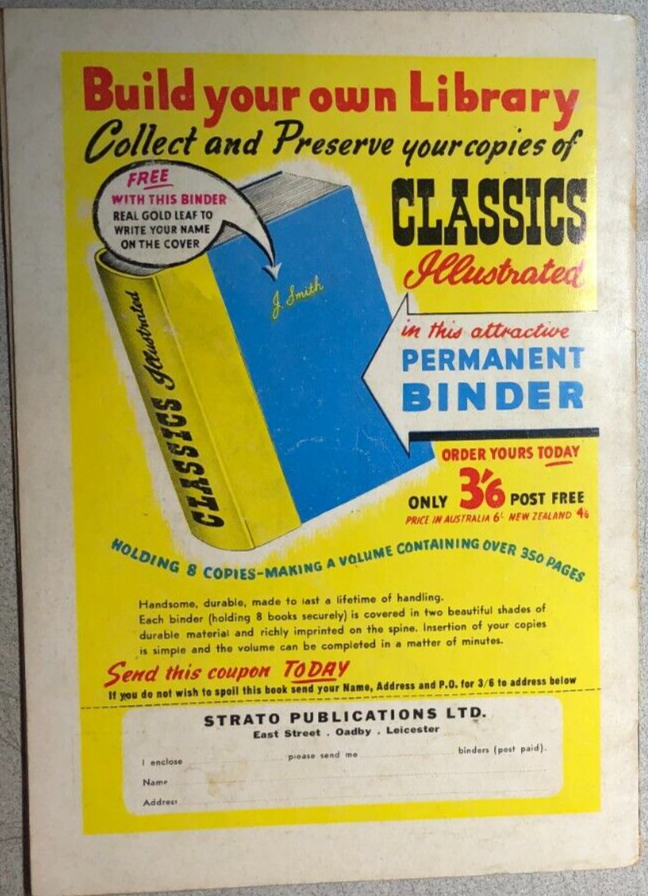 Build your own Library
Collect and Preserve your copies of
CLASSICS
Illustrated
FREE
WITH THIS BINDER
REAL GOLD LEAF TO
WRITE YOUR NAME
ON THE COVER
J. Smith
CLASSICS Illustrated
in this attractive
PERMANENT
BINDER
ORDER YOURS TODAY
ONLY 3'6 POST FREE
PRICE IN AUSTRALIA 6'- NEW ZEALAND 4'6
HOLDING 8 COPIES-MAKING A VOLUME CONTAINING OVER 350 PAGES
Handsome, durable, made to last a lifetime of handling.
Each binder (holding 8 books securely) is covered in two beautiful shades of
durable material and richly imprinted on the spine. Insertion of your copies
is simple and the volume can be completed in a matter of minutes.
Send this coupon TODAY
If you do not wish to spoil this book send your Name, Address and P.O. for 3/6 to address below
STRATO PUBLICATIONS LTD.
East Street . Oadby . Leicester
I enclose please send me binders (post paid).
Name
Address